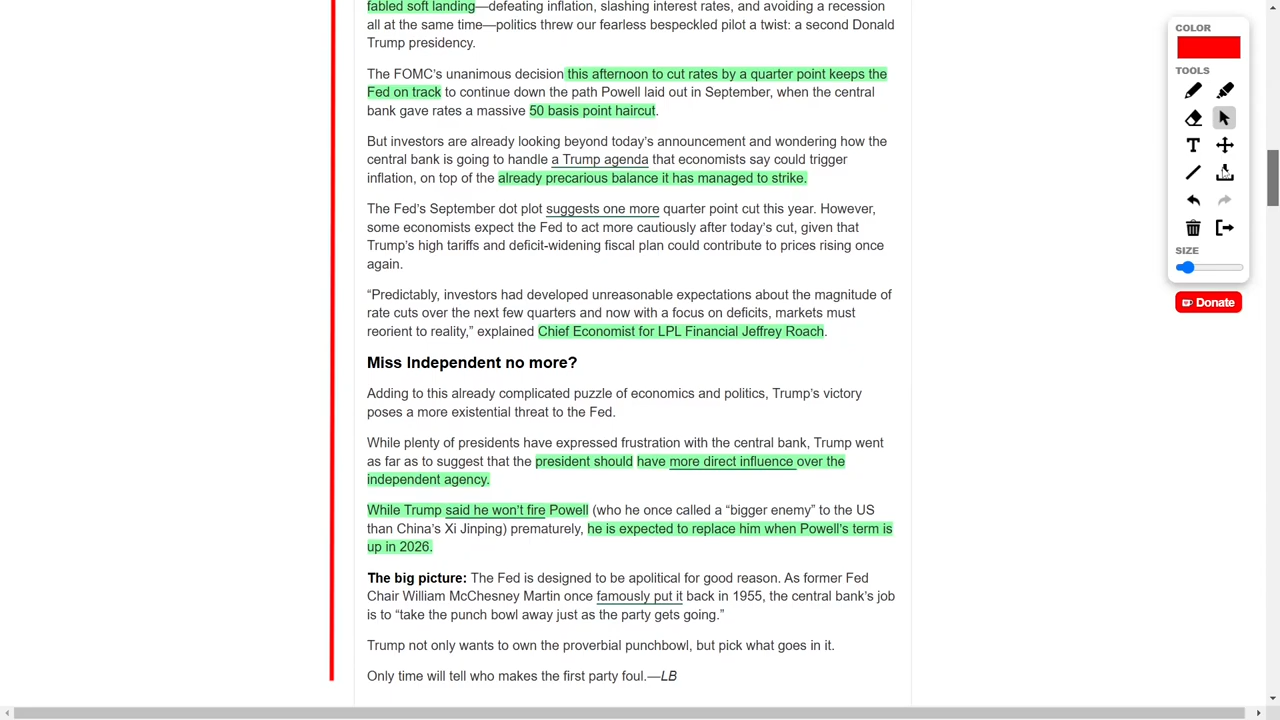 fabled soft landing—defeating inflation, slashing interest rates, and avoiding a recession
all at the same time—politics threw our fearless bespeckled pilot a twist: a second Donald
Trump presidency.
The FOMC's unanimous decision this afternoon to cut rates by a quarter point keeps the
Fed on track to continue down the path Powell laid out in September, when the central
bank gave rates a massive 50 basis point haircut.
But investors are already looking beyond today's announcement and wondering how the
central bank is going to handle a Trump agenda that economists say could trigger
inflation, on top of the already precarious balance it has managed to strike.
The Fed's September dot plot suggests one more quarter point cut this year. However,
some economists expect the Fed to act more cautiously after today's cut, given that
Trump's high tariffs and deficit-widening fiscal plan could contribute to prices rising once
again.
“Predictably, investors had developed unreasonable expectations about the magnitude of
rate cuts over the next few quarters and now with a focus on deficits, markets must
reorient to reality,” explained Chief Economist for LPL Financial Jeffrey Roach.
Miss Independent no more?
Adding to this already complicated puzzle of economics and politics, Trump's victory
poses a more existential threat to the Fed.
While plenty of presidents have expressed frustration with the central bank, Trump went
as far as to suggest that the president should have more direct influence over the
independent agency.
While Trump said he won't fire Powell (who he once called a “bigger enemy” to the US
than China's Xi Jinping) prematurely, he is expected to replace him when Powell's term is
up in 2026.
The big picture: The Fed is designed to be apolitical for good reason. As former Fed
Chair William McChesney Martin once famously put it back in 1955, the central bank's job
is to “take the punch bowl away just as the party gets going.”
Trump not only wants to own the proverbial punchbowl, but pick what goes in it.
Only time will tell who makes the first party foul.—LB
COLOR
TOOLS
T
SIZE
Donate